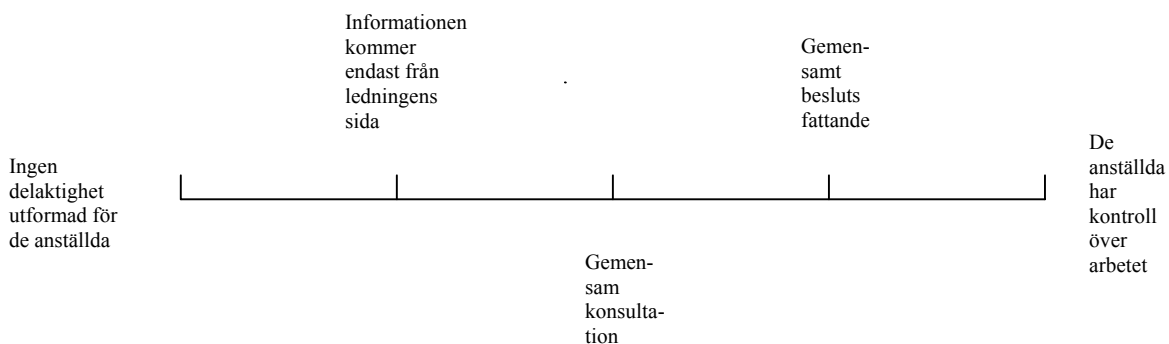 Informationen
kommer
endast från
ledningens
sida
Gemen-
samt
besluts
fattande
Ingen
delaktighet
utformad för
de anställda
De
anställda
har
kontroll
över
arbetet
Gemen-
sam
konsulta-
tion